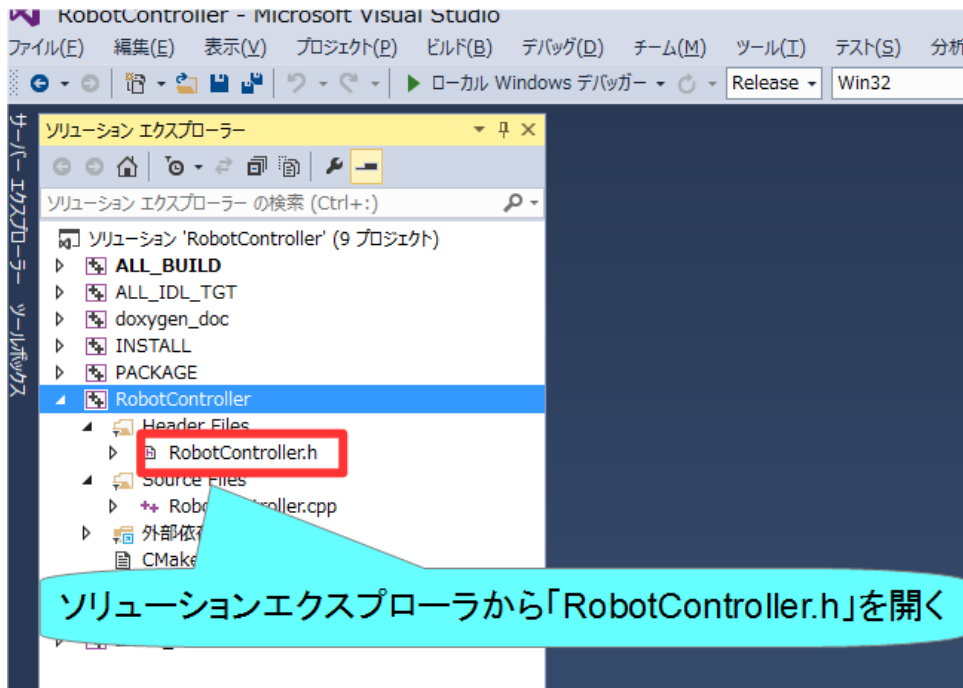 RobotController - Microsoft Visual Studio
ファイル(F) 編集(E) 表示(V) プロジェクト(P) ビルド(B) デバッグ(D) チーム(M) ツール(T) テスト(S) 分析
ローカル Windows デバッガー Release Win32
サーバー エクスプローラー
ツールボックス
ソリューション エクスプローラー
ソリューション エクスプローラー の検索 (Ctrl+:)
ソリューション 'RobotController' (9 プロジェクト)
ALL_BUILD
ALL_IDL_TGT
doxygen_doc
INSTALL
PACKAGE
RobotController
Header Files
RobotController.h
Source Files
外部依
CMake
ソリューションエクスプローラから「RobotController.h」を開く